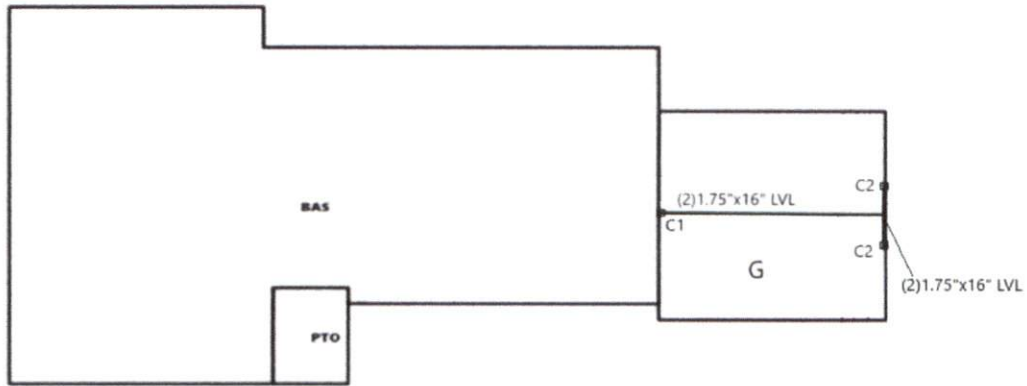 C2
(2)1.75"x16" LVL
BAS
C1
C2
G
(2)1.75"x16" LVL
PTO